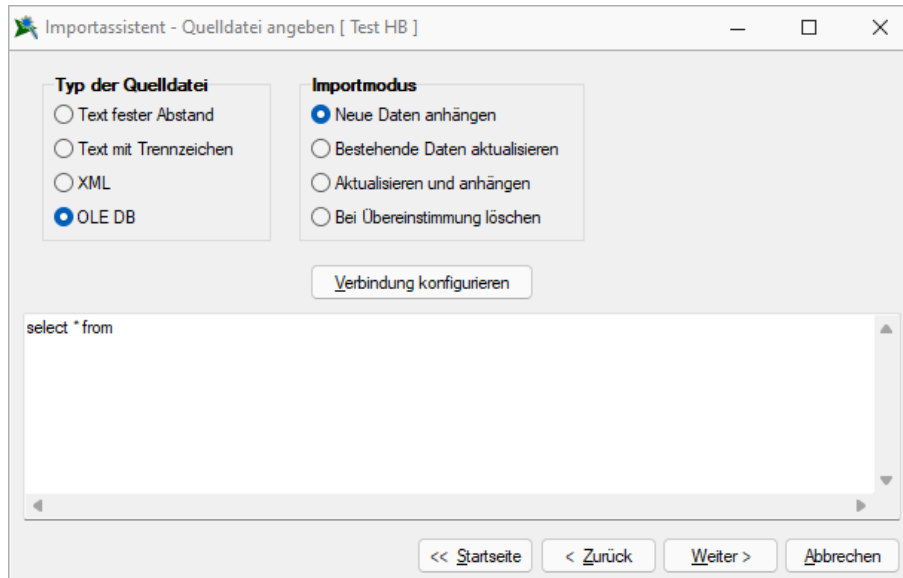 Importassistent - Quelldatei angeben [ Test HB ]
Typ der Quelldatei
Text fester Abstand
Text mit Trennzeichen
XML
OLE DB
Importmodus
Neue Daten anhängen
Bestehende Daten aktualisieren
Aktualisieren und anhängen
Bei Übereinstimmung löschen
Verbindung konfigurieren
select * from
<< Startseite
< Zurück
Weiter >
Abbrechen